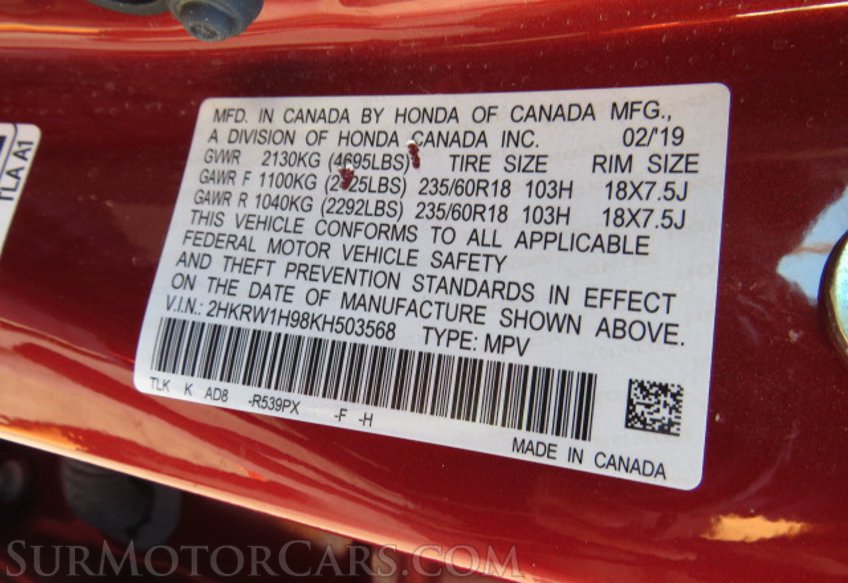 MFD. IN CANADA BY HONDA OF CANADA MFG.,
A DIVISION OF HONDA CANADA INC. 02/'19
GVWR 2130KG (4695LBS) TIRE SIZE RIM SIZE
GAWR F 1100KG 235/60R18 103H 18X7.5J
GAWR R 1040KG (2292LBS) 235/60R18 103H 18X7.5J
THIS VEHICLE CONFORMS TO ALL APPLICABLE
FEDERAL MOTOR VEHICLE SAFETY
AND THEFT PREVENTION STANDARDS IN EFFECT
ON THE DATE OF MANUFACTURE SHOWN ABOVE.
V.I.N.: 2HKRW1H98KH503568 TYPE: MPV
TLK K AD8 -R539PX -F -H
MADE IN CANADA
TLA A1
SURMOTORCARS.COM